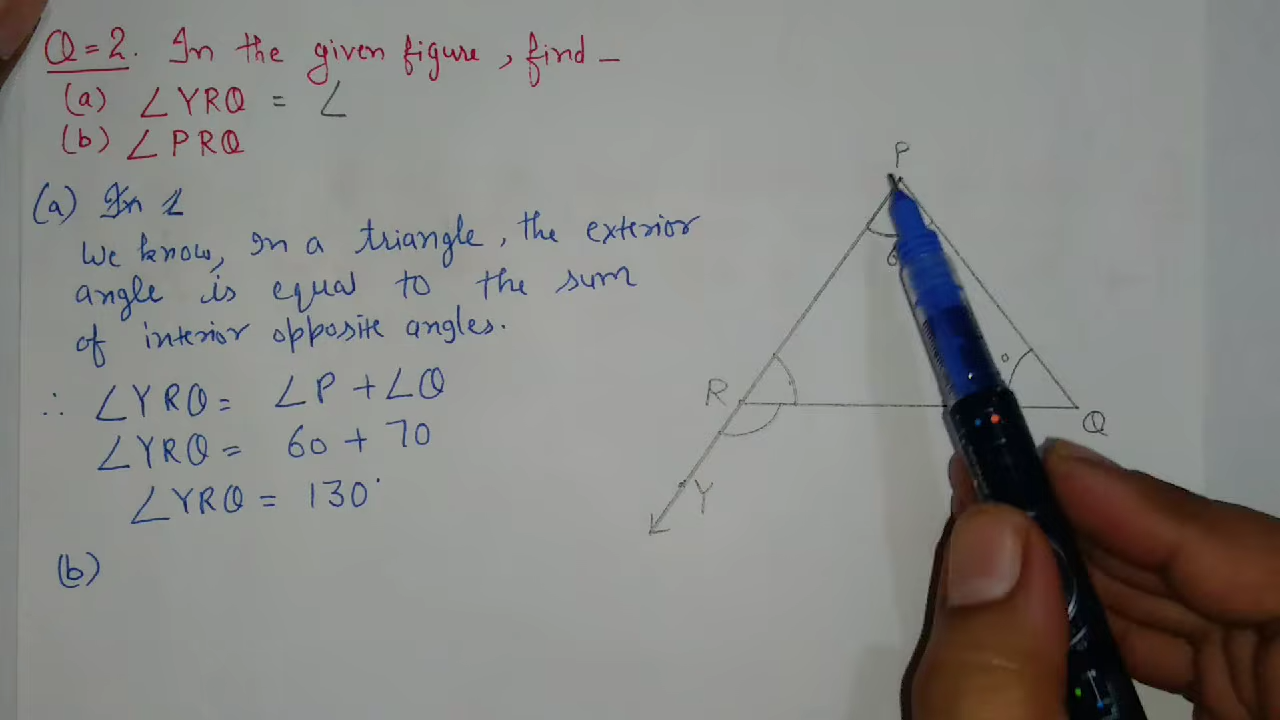 Q=2. In the given figure, find –
(a) ∠YRQ = ∠
(b) ∠PRQ
(a) In
We know, In a triangle, the exterior
angle is equal to the sum
of interior opposite angles.
∴ ∠YRQ = ∠P + ∠Q
∠YRQ = 60 + 70
∠YRQ = 130°
(b)
P
R
Q
Y